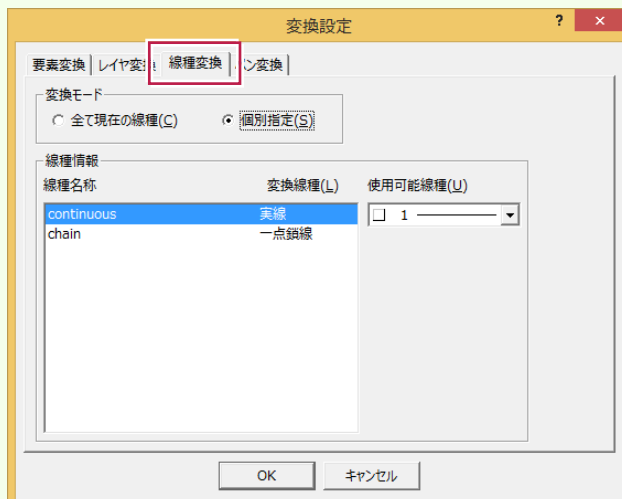 変換設定
?
要素変換 レイヤ変 線種変換 ン変換
変換モード
全て現在の線種(C) 個別指定(S)
線種情報
線種名称 変換線種(L) 使用可能線種(U)
continuous 実線 1
chain 一点鎖線
OK キャンセル